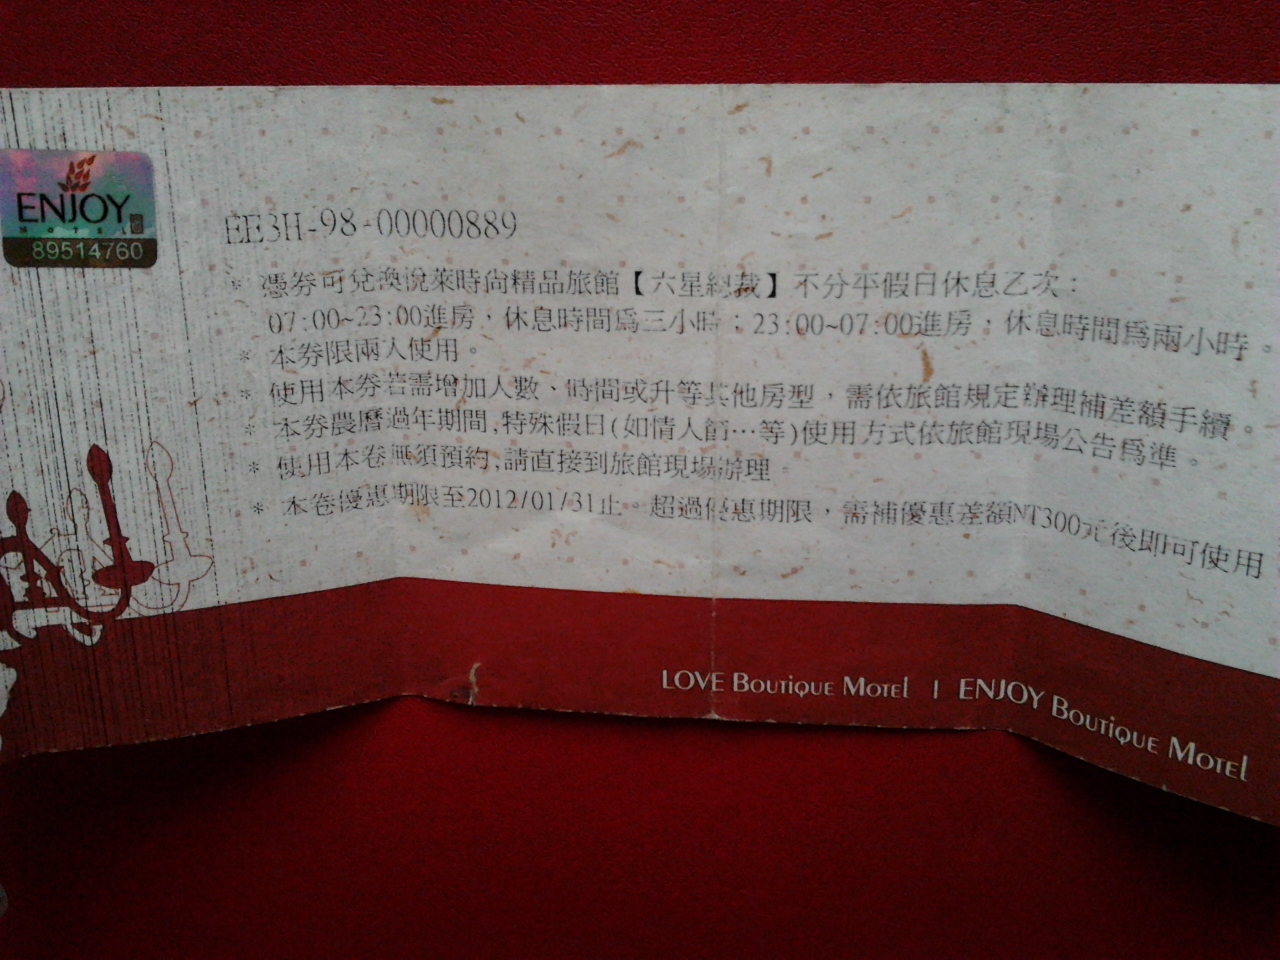 ENJOY
MOTEL
89514760
EE3H-98-00000889
* 憑券可兌換悅萊時尚精品旅館【六星總裁】不分平假日休息乙次：
07:00~23:00進房，休息時間爲三小時；23:00~07:00進房，休息時間爲兩小時。
* 本券限兩人使用。
* 使用本券若需增加人數、時間或升等其他房型，需依旅館規定辦理補差額手續。
* 本券農曆過年期間,特殊假日(如情人節…等)使用方式依旅館現場公告爲準。
* 使用本卷無須預約,請直接到旅館現場辦理。
* 本卷優惠期限至2012/01/31止。超過優惠期限，需補優惠差額NT300元後即可使用
LOVE Boutique Motel | ENJOY Boutique Motel